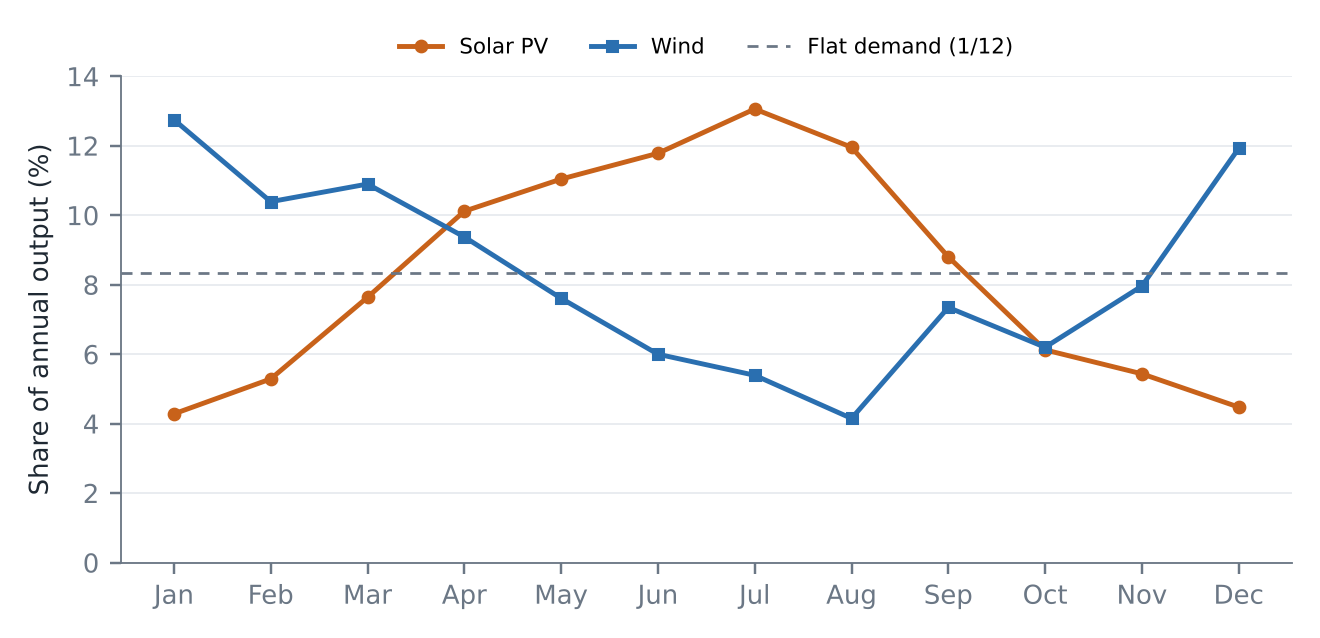 Solar PV Wind Flat demand (1/12)
Share of annual output (%)
14
12
10
8
6
4
2
0
Jan Feb Mar Apr May Jun Jul Aug Sep Oct Nov Dec